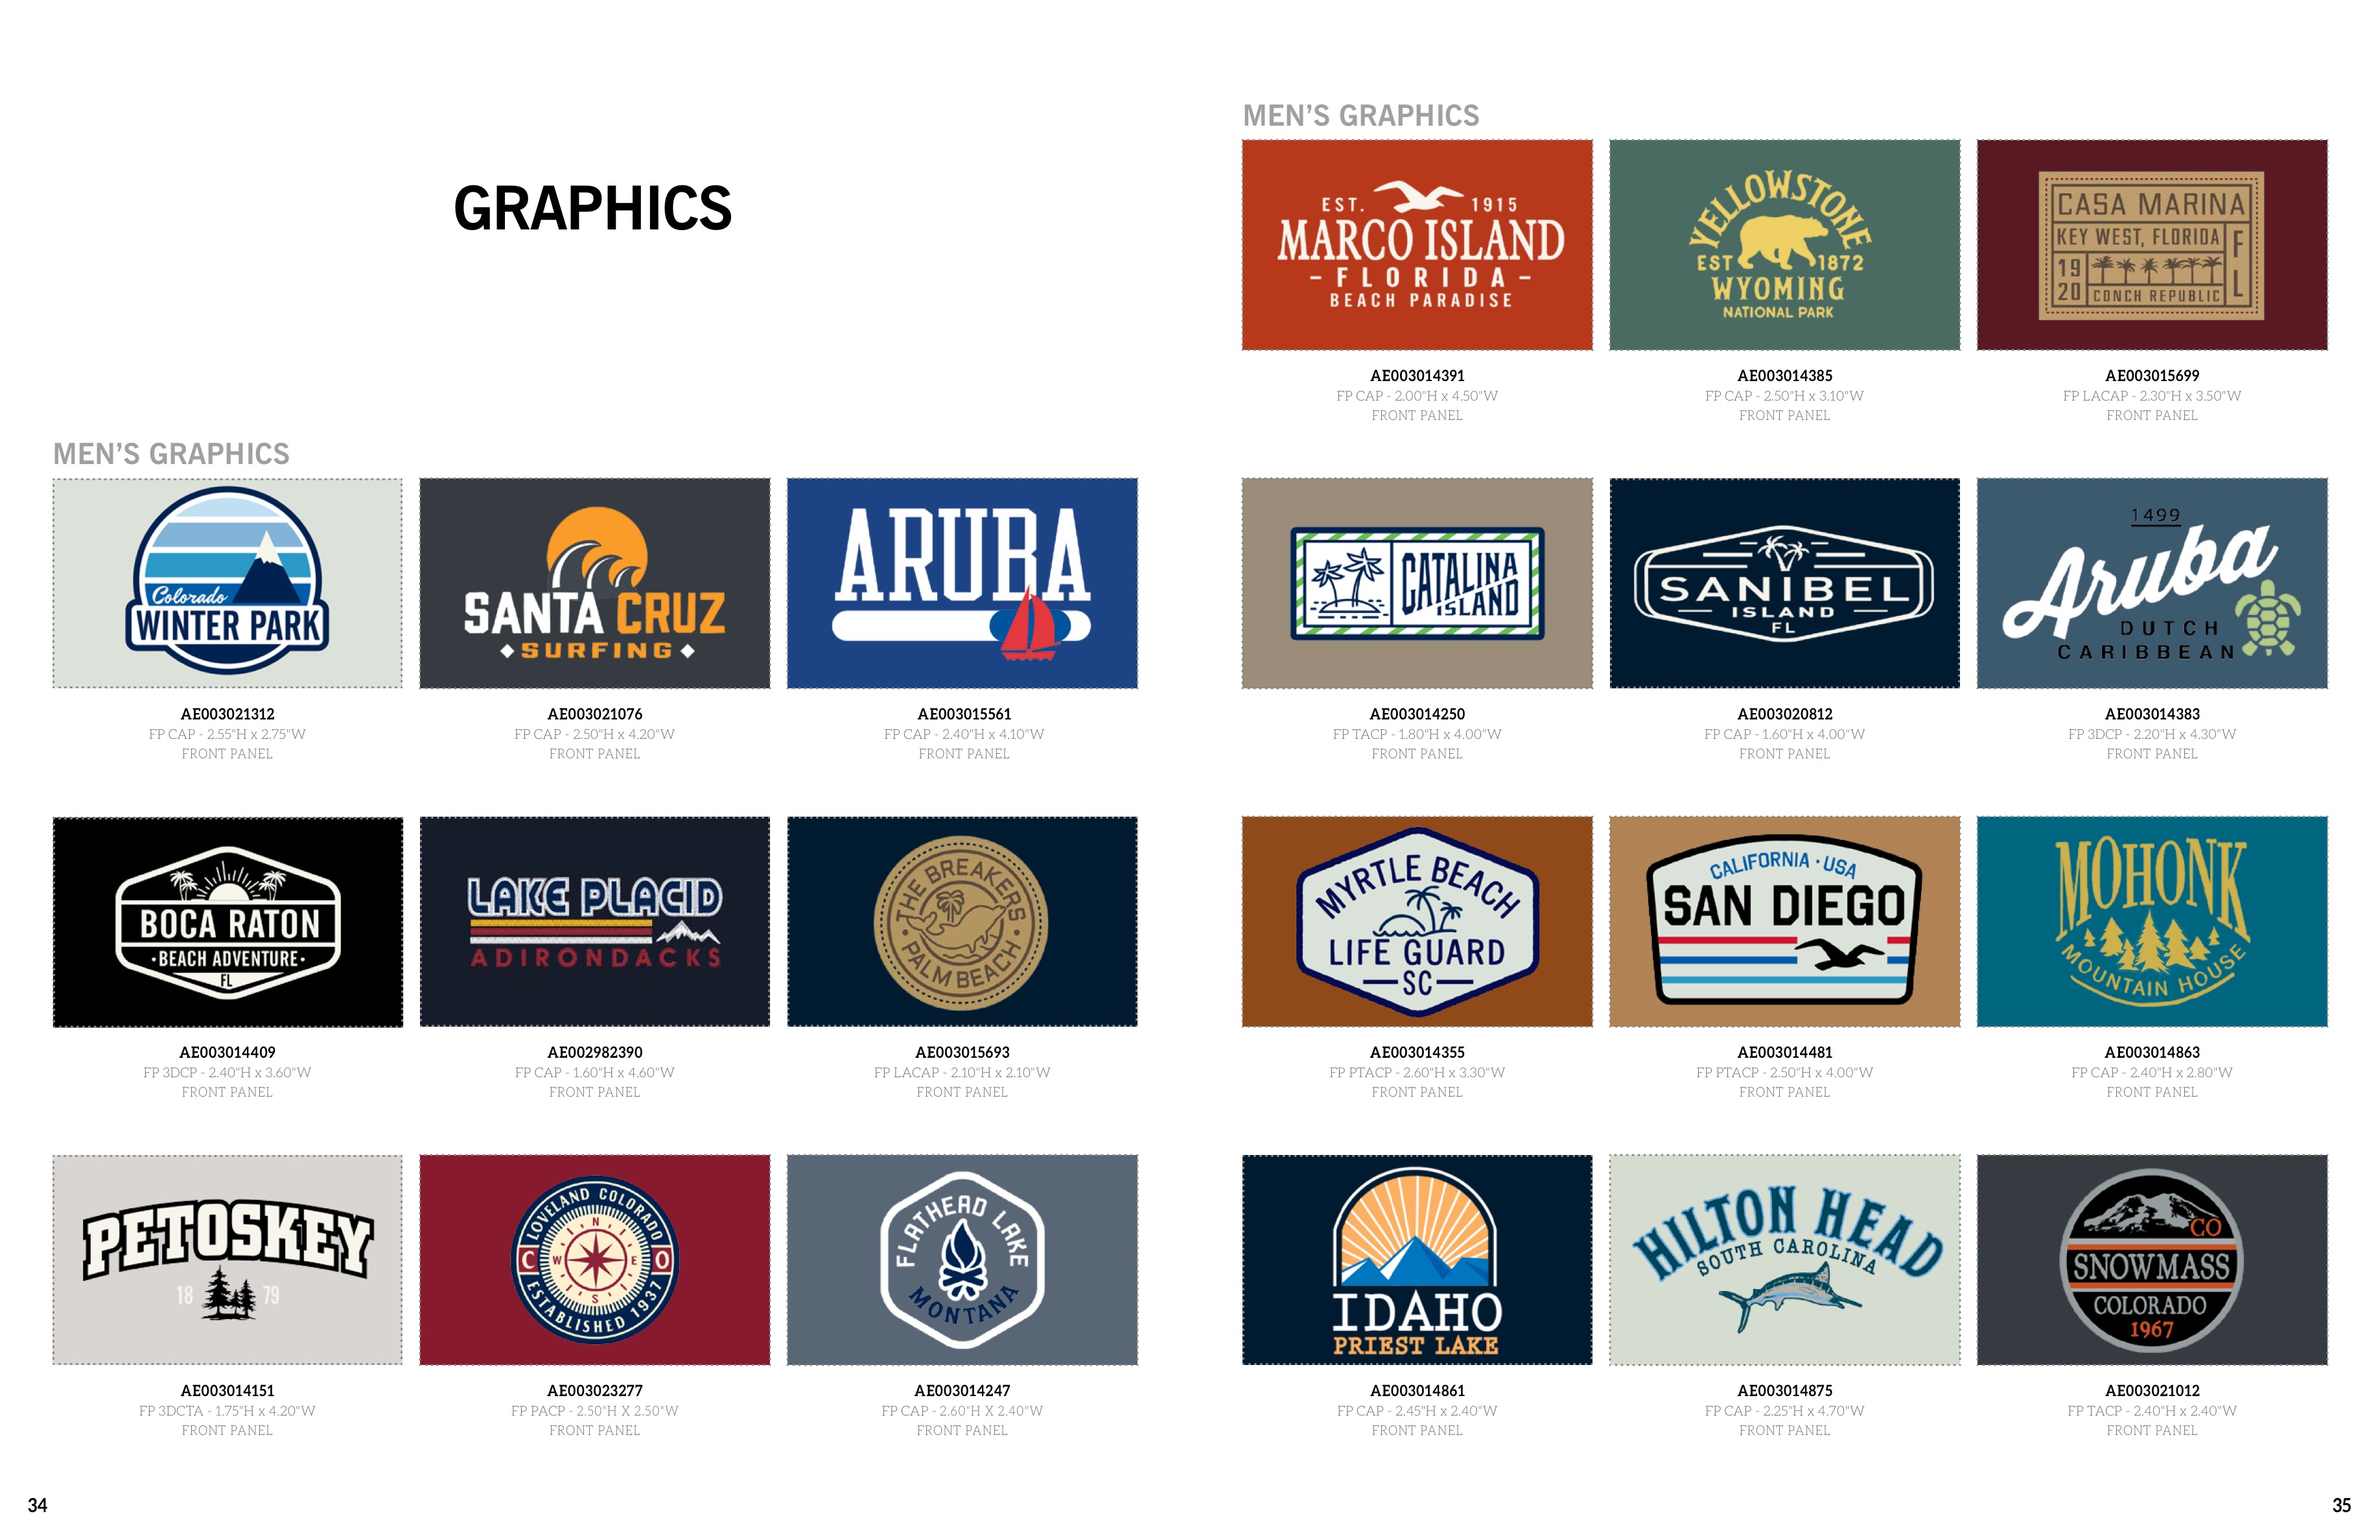 GRAPHICS
MEN'S GRAPHICS
Colorado
WINTER PARK
AE003021312
FP CAP - 2.55"H x 2.75"W
FRONT PANEL
SANTA CRUZ
SURFING
AE003021076
FP CAP - 2.50"H x 4.20"W
FRONT PANEL
ARUBA
AE003015561
FP CAP - 2.40"H x 4.10"W
FRONT PANEL
BOCA RATON
•BEACH ADVENTURE•
FL
AE003014409
FP 3DCP - 2.40"H x 3.60"W
FRONT PANEL
LAKE PLACID
ADIRONDACKS
AE002982390
FP CAP - 1.60"H x 4.60"W
FRONT PANEL
THE BREAKERS
• PALM BEACH •
AE003015693
FP LACAP - 2.10"H x 2.10"W
FRONT PANEL
PETOSKEY
18 79
AE003014151
FP 3DCTA - 1.75"H x 4.20"W
FRONT PANEL
LOVELAND COLORADO
N
C W E O
S
ESTABLISHED 1937
AE003023277
FP PACP - 2.50"H X 2.50"W
FRONT PANEL
FLATHEAD LAKE
MONTANA
AE003014247
FP CAP - 2.60"H X 2.40"W
FRONT PANEL
34
MEN'S GRAPHICS
EST. 1915
MARCO ISLAND
- FLORIDA -
BEACH PARADISE
AE003014391
FP CAP - 2.00"H x 4.50"W
FRONT PANEL
YELLOWSTONE
EST 1872
WYOMING
NATIONAL PARK
AE003014385
FP CAP - 2.50"H x 3.10"W
FRONT PANEL
CASA MARINA
KEY WEST, FLORIDA
FL
19
20 CONCH REPUBLIC
AE003015699
FP LACAP - 2.30"H x 3.50"W
FRONT PANEL
CATALINA
ISLAND
AE003014250
FP TACP - 1.80"H x 4.00"W
FRONT PANEL
SANIBEL
ISLAND
FL
AE003020812
FP CAP - 1.60"H x 4.00"W
FRONT PANEL
1499
Aruba
DUTCH
CARIBBEAN
AE003014383
FP 3DCP - 2.20"H x 4.30"W
FRONT PANEL
MYRTLE BEACH
LIFE GUARD
SC
AE003014355
FP PTACP - 2.60"H x 3.30"W
FRONT PANEL
CALIFORNIA • USA
SAN DIEGO
AE003014481
FP PTACP - 2.50"H x 4.00"W
FRONT PANEL
MOHONK
MOUNTAIN HOUSE
AE003014863
FP CAP - 2.40"H x 2.80"W
FRONT PANEL
IDAHO
PRIEST LAKE
AE003014861
FP CAP - 2.45"H x 2.40"W
FRONT PANEL
HILTON HEAD
SOUTH CAROLINA
AE003014875
FP CAP - 2.25"H x 4.70"W
FRONT PANEL
CO
SNOWMASS
COLORADO
1967
AE003021012
FP TACP - 2.40"H x 2.40"W
FRONT PANEL
35